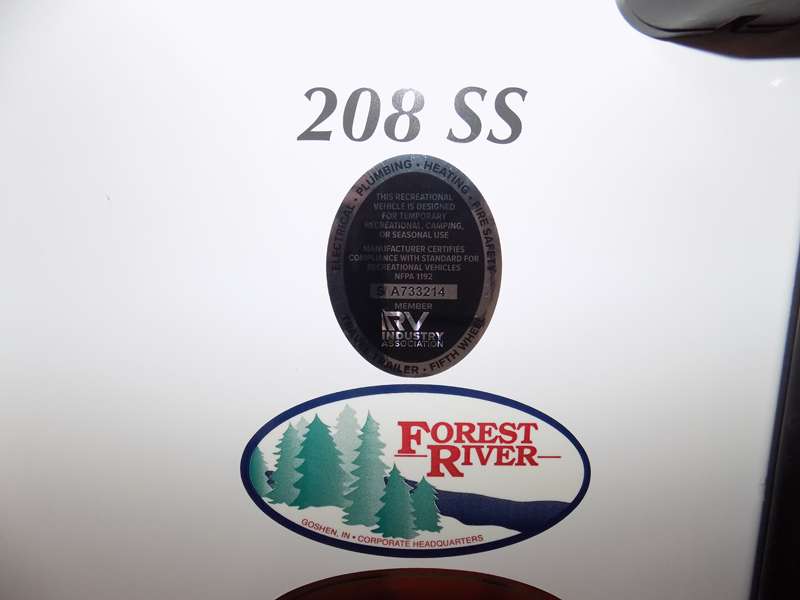 208 SS
ELECTRICAL • PLUMBING • HEATING • FIRE SAFETY
THIS RECREATIONAL
VEHICLE IS DESIGNED
FOR TEMPORARY
RECREATIONAL, CAMPING,
OR SEASONAL USE
MANUFACTURER CERTIFIES
COMPLIANCE WITH STANDARD FOR
RECREATIONAL VEHICLES
NFPA 1192
S A733214
MEMBER
RV
INDUSTRY
ASSOCIATION
TRAVEL TRAILER • FIFTH WHEEL
FOREST
RIVER
GOSHEN, IN • CORPORATE HEADQUARTERS